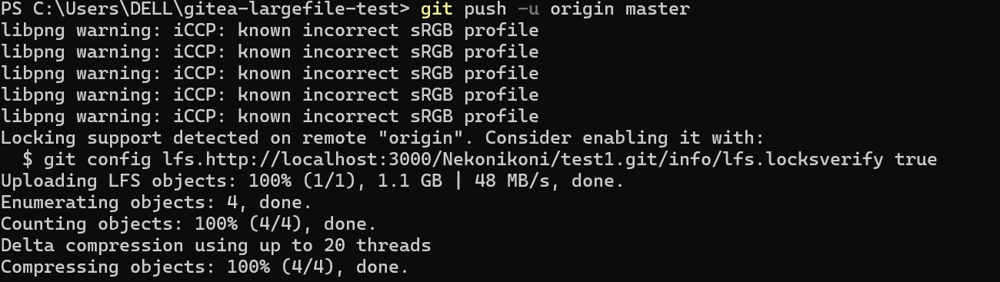 PS C:\Users\DELL\gitea-largefile-test> git push -u origin master
libpng warning: iCCP: known incorrect sRGB profile
libpng warning: iCCP: known incorrect sRGB profile
libpng warning: iCCP: known incorrect sRGB profile
libpng warning: iCCP: known incorrect sRGB profile
libpng warning: iCCP: known incorrect sRGB profile
Locking support detected on remote "origin". Consider enabling it with:
  $ git config lfs.http://localhost:3000/Nekonikoni/test1.git/info/lfs.locksverify true
Uploading LFS objects: 100% (1/1), 1.1 GB | 48 MB/s, done.
Enumerating objects: 4, done.
Counting objects: 100% (4/4), done.
Delta compression using up to 20 threads
Compressing objects: 100% (4/4), done.